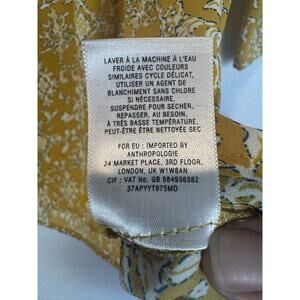 LAVER À LA MACHINE À L'EAU
FROIDE AVEC COULEURS
SIMILAIRES CYCLE DÉLICAT,
UTILISER UN AGENT DE
BLANCHIMENT SANS CHLORE
SI NÉCESSAIRE,
SUSPENDRE POUR SECHER,
REPASSER, AU BESOIN,
À TRÈS BASSE TEMPÉRATURE,
PEUT-ÊTRE ÊTRE NETTOYÉE SEC
FOR EU : IMPORTED BY
ANTHROPOLOGIE
24 MARKET PLACE, 3RD FLOOR,
LONDON, UK W1W8AN
CIF : VAT No. GB 684936382
37APYYT975MD